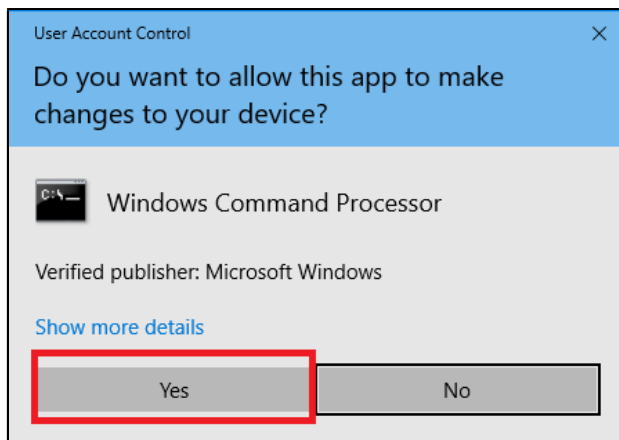 User Account Control
Do you want to allow this app to make
changes to your device?
C:\_
Windows Command Processor
Verified publisher: Microsoft Windows
Show more details
Yes
No